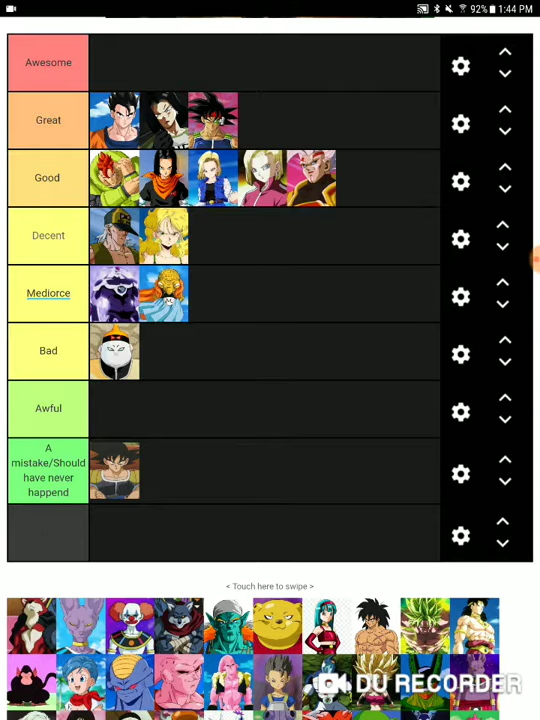 92% 1:44 PM
Awesome
Great
Good
Decent
Mediorce
Bad
Awful
A
mistake/Should
have never
happend
< Touch here to swipe >
DU RECORDER